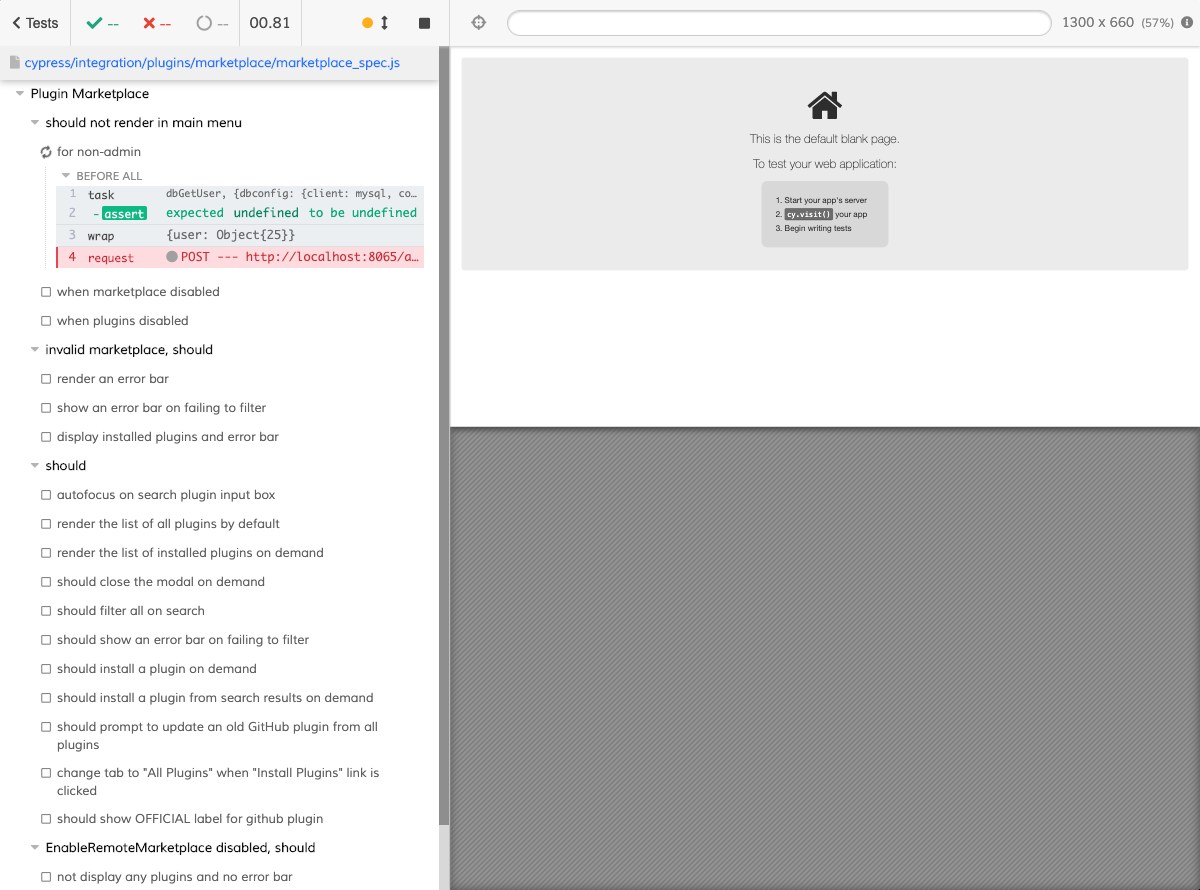 Tests -- -- -- 00.81 1300 x 660 (57%)
cypress/integration/plugins/marketplace/marketplace_spec.js
Plugin Marketplace
should not render in main menu
for non-admin
BEFORE ALL
1 task dbGetUser, {dbconfig: {client: mysql, co…
2 -assert expected undefined to be undefined
3 wrap {user: Object{25}}
4 request POST --- http://localhost:8065/a…
when marketplace disabled
when plugins disabled
invalid marketplace, should
render an error bar
show an error bar on failing to filter
display installed plugins and error bar
should
autofocus on search plugin input box
render the list of all plugins by default
render the list of installed plugins on demand
should close the modal on demand
should filter all on search
should show an error bar on failing to filter
should install a plugin on demand
should install a plugin from search results on demand
should prompt to update an old GitHub plugin from all
plugins
change tab to "All Plugins" when "Install Plugins" link is
clicked
should show OFFICIAL label for github plugin
EnableRemoteMarketplace disabled, should
not display any plugins and no error bar
This is the default blank page.
To test your web application:
1. Start your app's server
2. cy.visit() your app
3. Begin writing tests